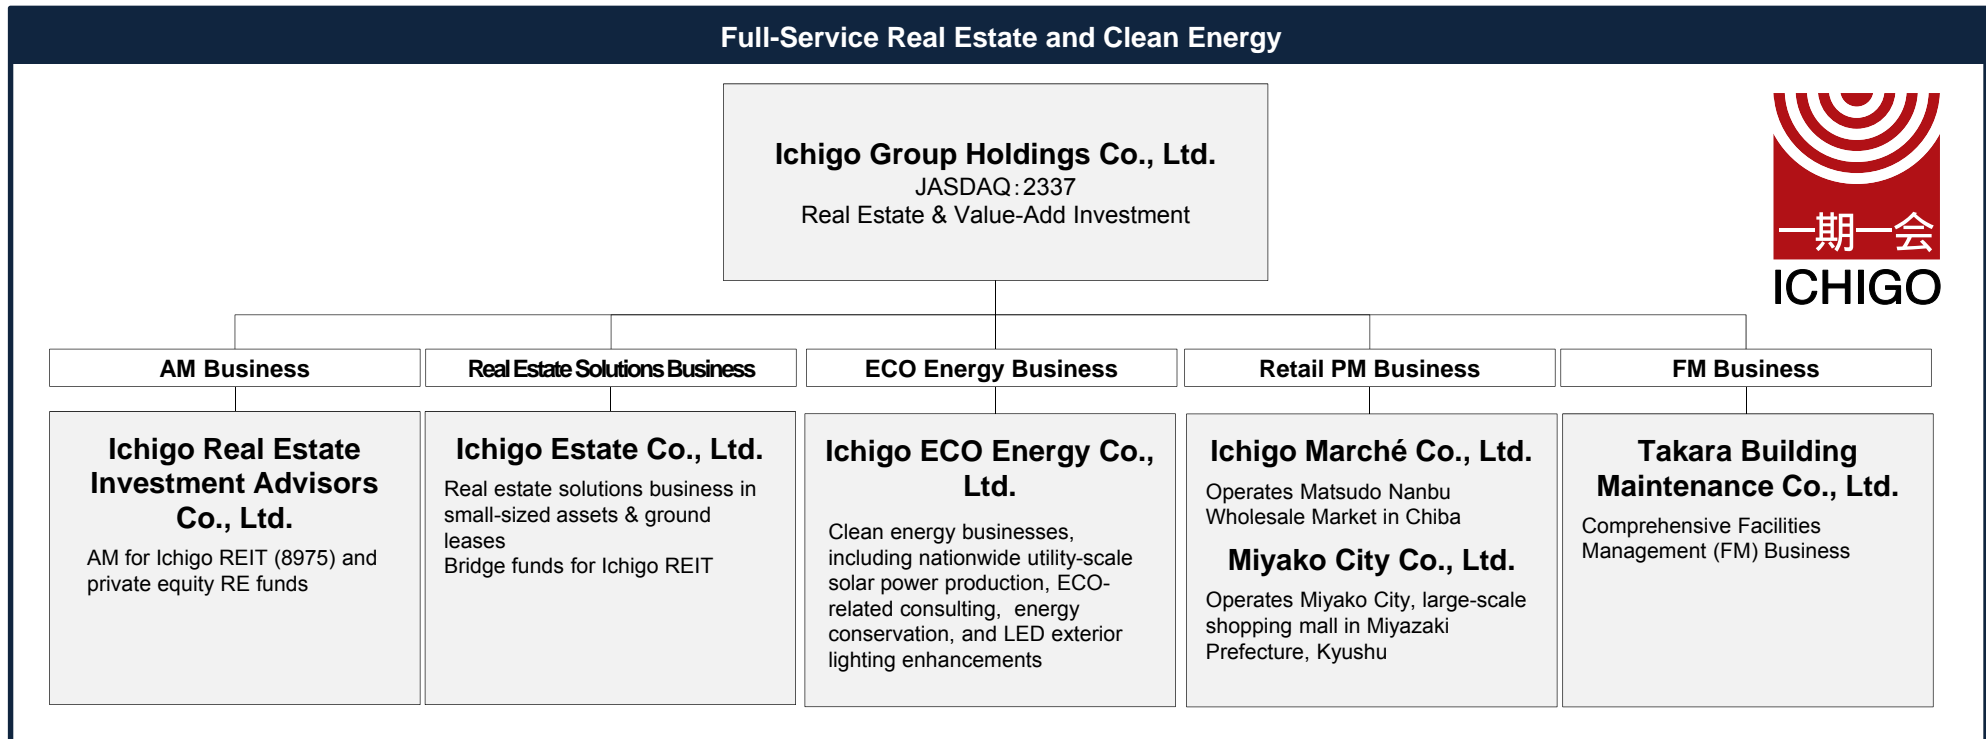 Full-Service Real Estate and Clean Energy
Ichigo Group Holdings Co., Ltd.
JASDAQ:2337
Real Estate & Value-Add Investment
一期一会
ICHIGO
AM Business
Real Estate Solutions Business
ECO Energy Business
Retail PM Business
FM Business
Ichigo Real Estate
Investment Advisors
Co., Ltd.
AM for Ichigo REIT (8975) and
private equity RE funds
Ichigo Estate Co., Ltd.
Real estate solutions business in
small-sized assets & ground
leases
Bridge funds for Ichigo REIT
Ichigo ECO Energy Co.,
Ltd.
Clean energy businesses,
including nationwide utility-scale
solar power production, ECO-
related consulting, energy
conservation, and LED exterior
lighting enhancements
Ichigo Marché Co., Ltd.
Operates Matsudo Nanbu
Wholesale Market in Chiba
Miyako City Co., Ltd.
Operates Miyako City, large-scale
shopping mall in Miyazaki
Prefecture, Kyushu
Takara Building
Maintenance Co., Ltd.
Comprehensive Facilities
Management (FM) Business